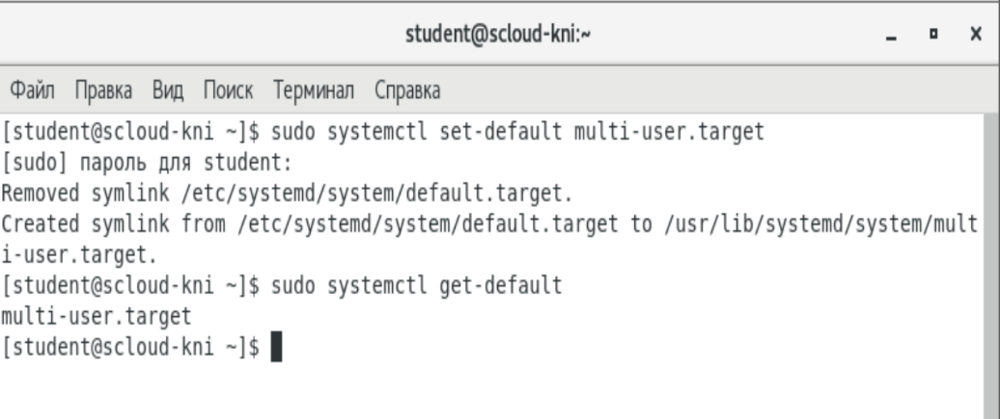 student@scloud-kni:~
Файл Правка Вид Поиск Терминал Справка
[student@scloud-kni ~]$ sudo systemctl set-default multi-user.target
[sudo] пароль для student:
Removed symlink /etc/systemd/system/default.target.
Created symlink from /etc/systemd/system/default.target to /usr/lib/systemd/system/mult
i-user.target.
[student@scloud-kni ~]$ sudo systemctl get-default
multi-user.target
[student@scloud-kni ~]$